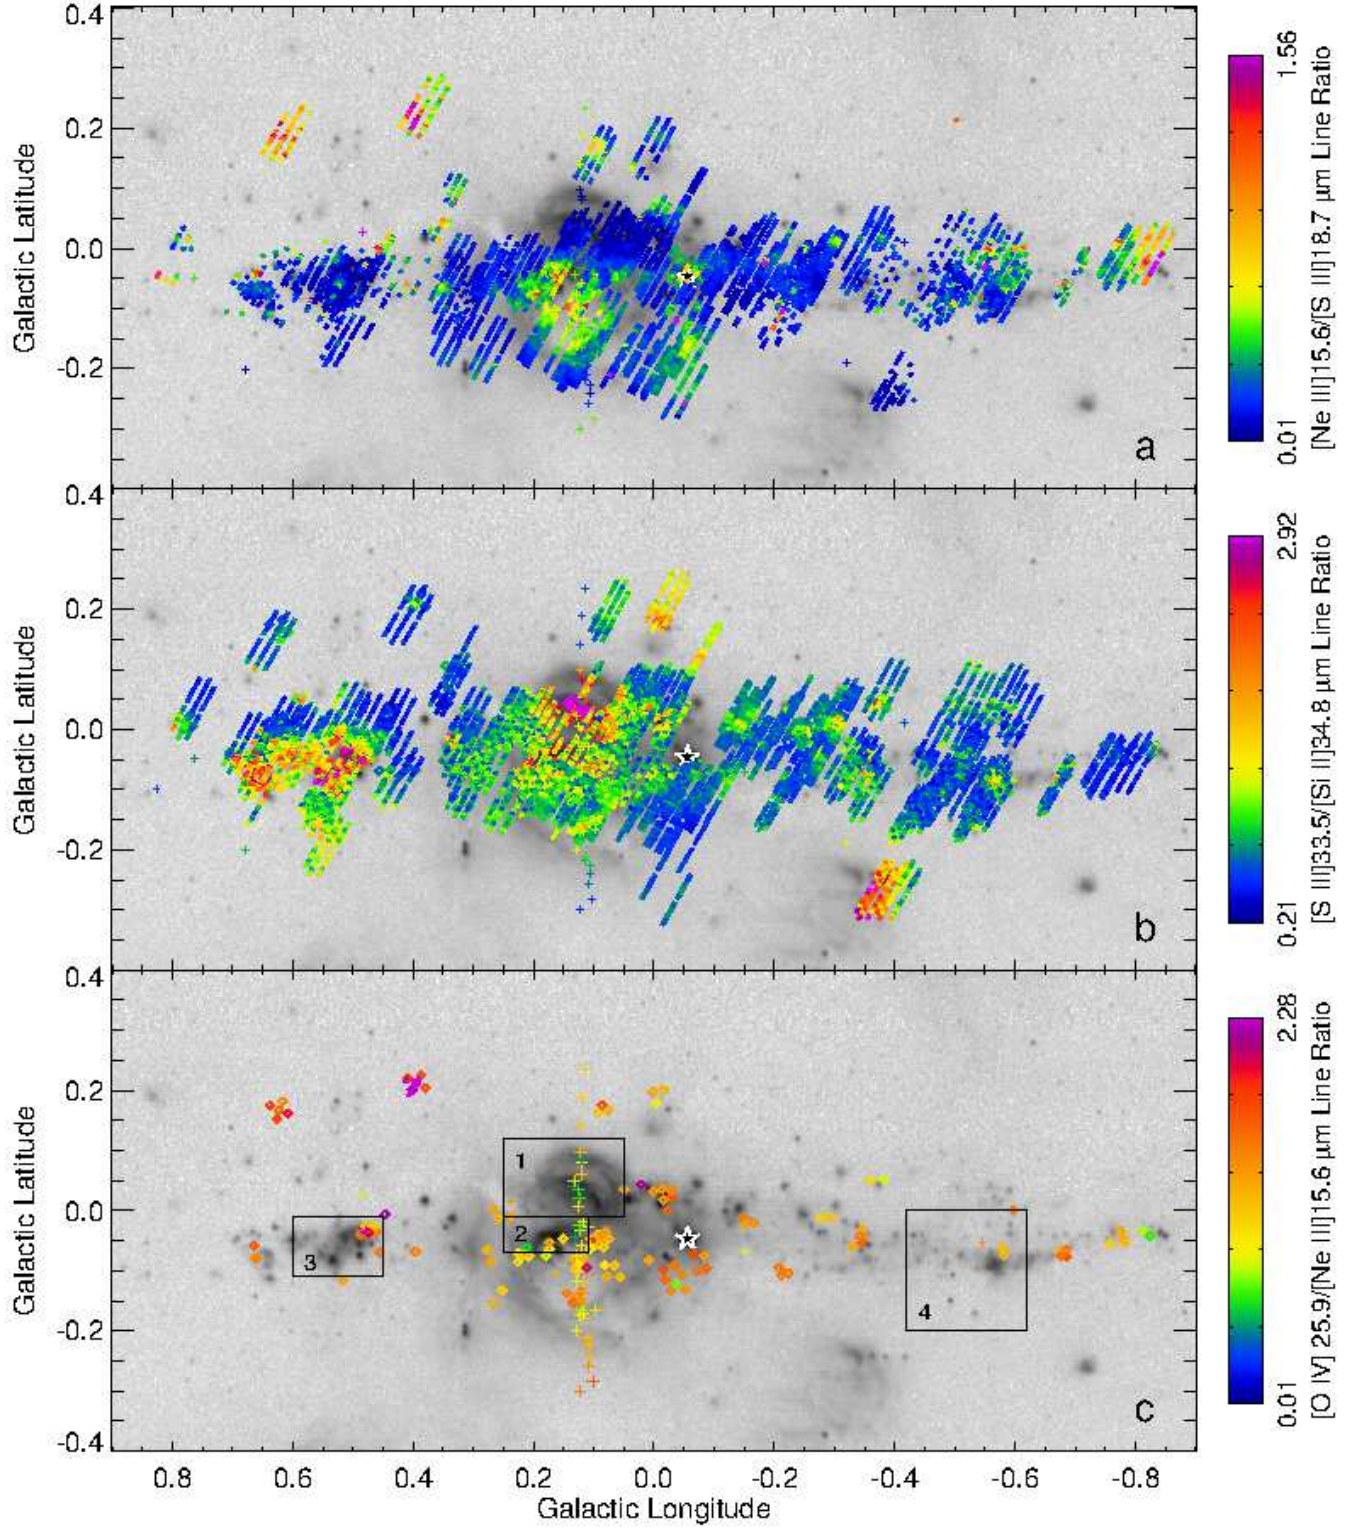 0.4
0.2
0.0
-0.2
Galactic Latitude
a
1.56
0.01
[Ne III]15.6/[S III]18.7 μm Line Ratio
0.4
0.2
0.0
-0.2
Galactic Latitude
b
2.92
0.21
[S III]33.5/[Si II]34.8 μm Line Ratio
0.4
0.2
0.0
-0.2
-0.4
Galactic Latitude
1
2
3
4
c
2.28
0.01
[O IV] 25.9/[Ne III]15.6 μm Line Ratio
0.8 0.6 0.4 0.2 0.0 -0.2 -0.4 -0.6 -0.8
Galactic Longitude